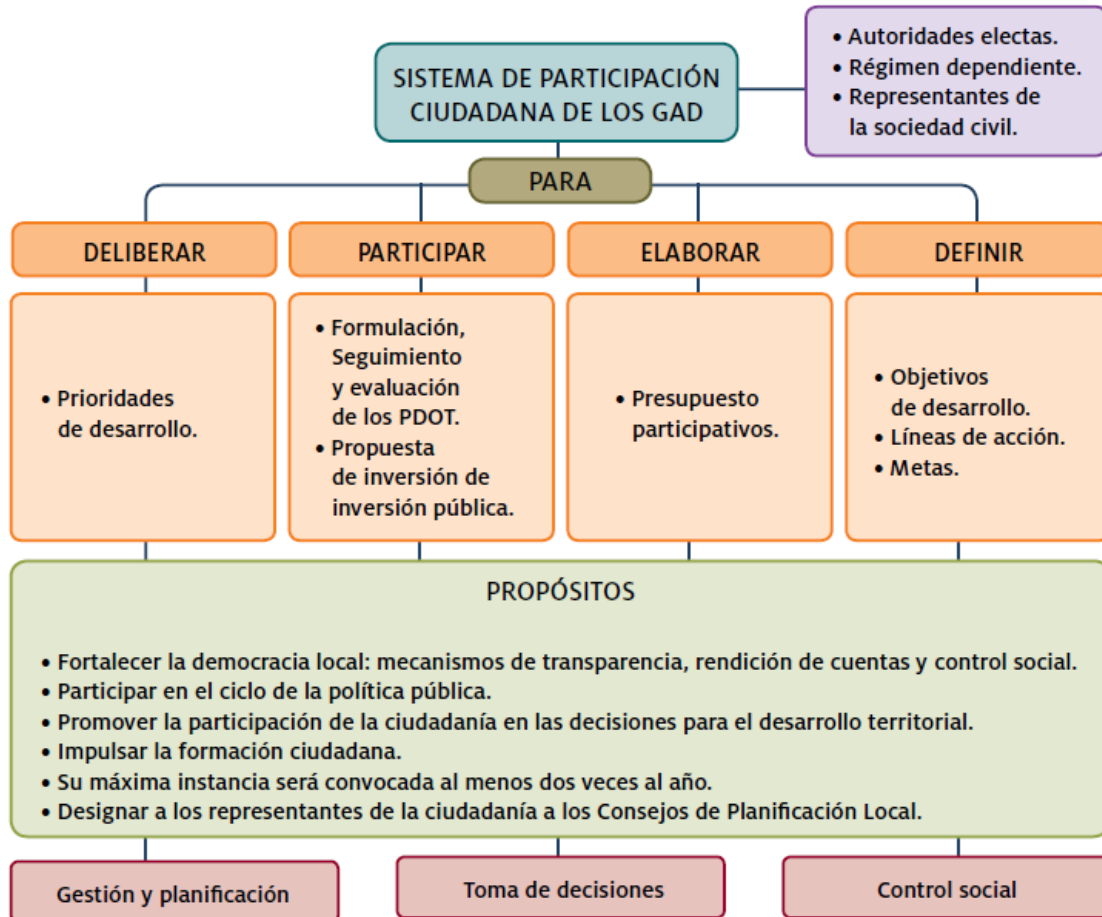 SISTEMA DE PARTICIPACIÓN
CIUDADANA DE LOS GAD
• Autoridades electas.
• Régimen dependiente.
• Representantes de
la sociedad civil.
PARA
DELIBERAR
PARTICIPAR
ELABORAR
DEFINIR
• Prioridades
de desarrollo.
• Formulación,
Seguimiento
y evaluación
de los PDOT.
• Propuesta
de inversión de
inversión pública.
• Presupuesto
participativos.
• Objetivos
de desarrollo.
• Líneas de acción.
• Metas.
PROPÓSITOS
• Fortalecer la democracia local: mecanismos de transparencia, rendición de cuentas y control social.
• Participar en el ciclo de la política pública.
• Promover la participación de la ciudadanía en las decisiones para el desarrollo territorial.
• Impulsar la formación ciudadana.
• Su máxima instancia será convocada al menos dos veces al año.
• Designar a los representantes de la ciudadanía a los Consejos de Planificación Local.
Gestión y planificación
Toma de decisiones
Control social